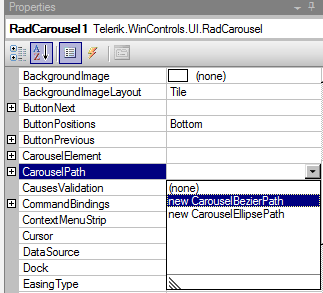 Properties
RadCarousel1 Telerik.WinControls.UI.RadCarousel
BackgroundImage (none)
BackgroundImageLayout Tile
ButtonNext
ButtonPositions Bottom
ButtonPrevious
CarouselElement
CarouselPath
CausesValidation (none)
CommandBindings new CarouselBezierPath
ContextMenuStrip new CarouselEllipsePath
Cursor
DataSource
Dock
EasingType